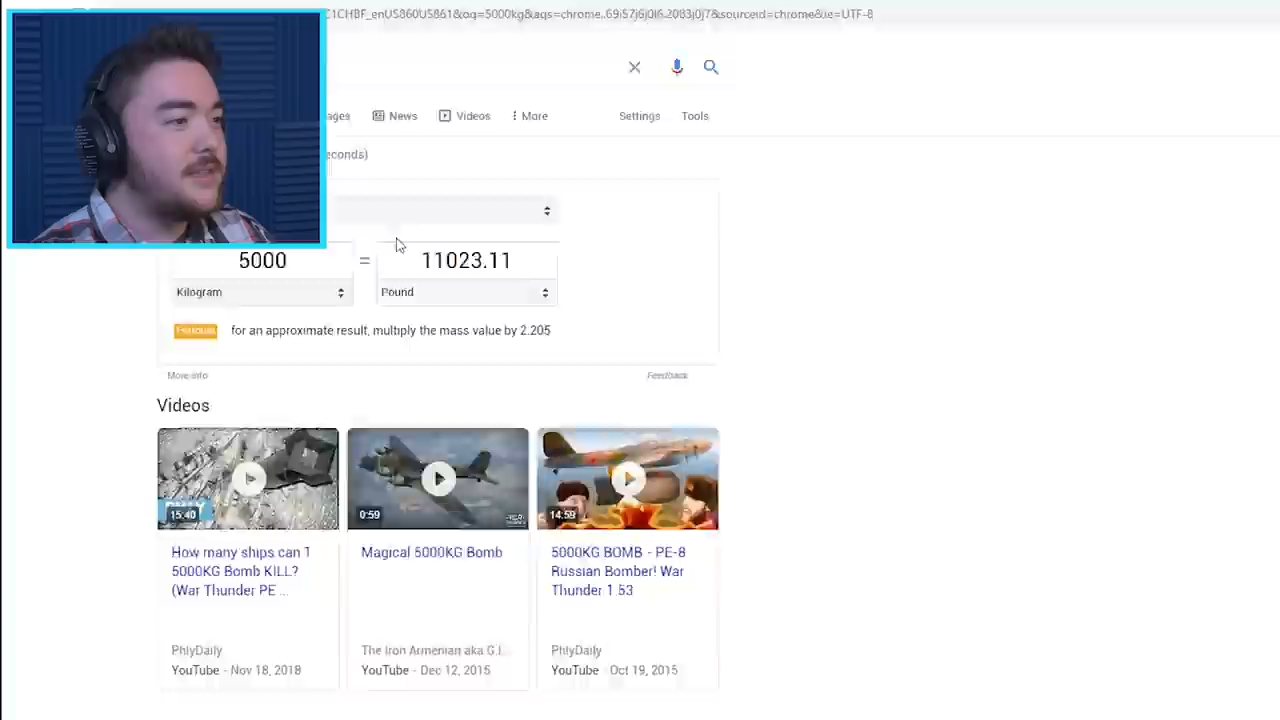 C1CHBF_enUS860US861&oq=5000kg&aqs=chrome..69i57j6j0l6.2083j0j7&sourceid=chrome&ie=UTF-8
ages News Videos More Settings Tools
econds)
5000 = 11023.11
Kilogram Pound
Formula for an approximate result, multiply the mass value by 2.205
More info Feedback
Videos
15:40 0:59 14:59
How many ships can 1 5000KG Bomb KILL? (War Thunder PE ...
Magical 5000KG Bomb
5000KG BOMB - PE-8 Russian Bomber! War Thunder 1.53
PhlyDaily The Iron Armenian aka G.I... PhlyDaily
YouTube - Nov 18, 2018 YouTube - Dec 12, 2015 YouTube - Oct 19, 2015